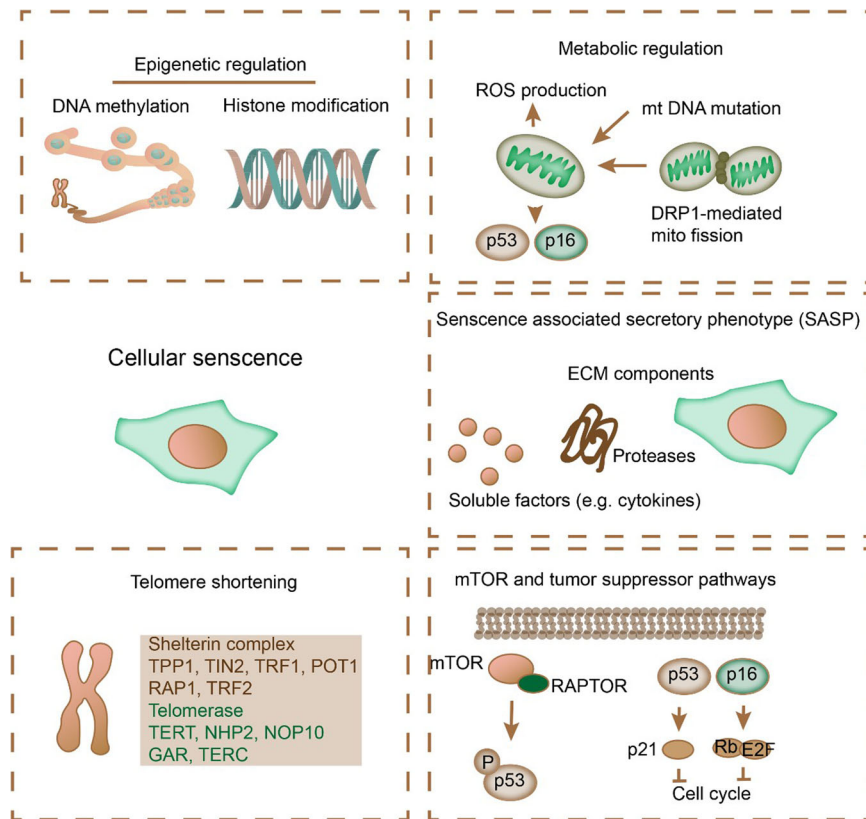 Epigenetic regulation
DNA methylation
Histone modification
Metabolic regulation
ROS production
mt DNA mutation
DRP1-mediated
mito fission
p53
p16
Cellular senscence
Senscence associated secretory phenotype (SASP)
ECM components
Proteases
Soluble factors (e.g. cytokines)
Telomere shortening
Shelterin complex
TPP1, TIN2, TRF1, POT1
RAP1, TRF2
Telomerase
TERT, NHP2, NOP10
GAR, TERC
mTOR and tumor suppressor pathways
mTOR
RAPTOR
P
p53
p53
p16
p21
Rb
E2F
Cell cycle